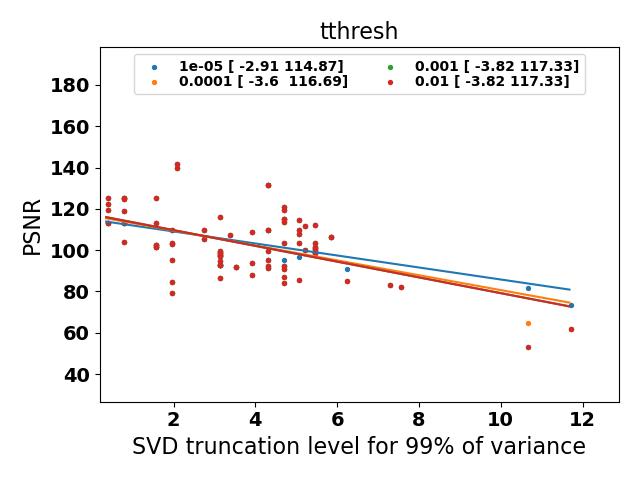 tthresh
1e-05 [ -2.91 114.87]
0.0001 [ -3.6  116.69]
0.001 [ -3.82 117.33]
0.01 [ -3.82 117.33]
PSNR
180
160
140
120
100
80
60
40
2 4 6 8 10 12
SVD truncation level for 99% of variance